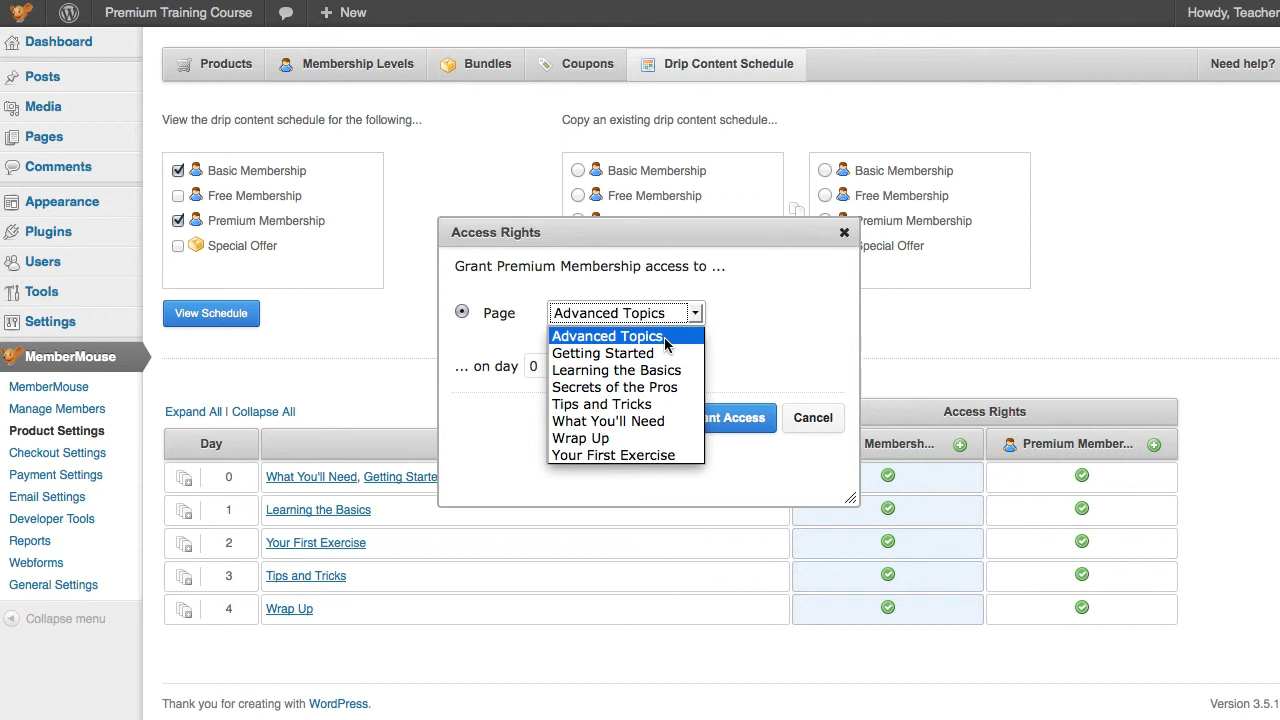 Premium Training Course
New
Howdy, Teacher
Dashboard
Posts
Media
Pages
Comments
Appearance
Plugins
Users
Tools
Settings
MemberMouse
MemberMouse
Manage Members
Product Settings
Checkout Settings
Payment Settings
Email Settings
Developer Tools
Reports
Webforms
General Settings
Collapse menu
Products
Membership Levels
Bundles
Coupons
Drip Content Schedule
Need help?
View the drip content schedule for the following...
Basic Membership
Free Membership
Premium Membership
Special Offer
View Schedule
Copy an existing drip content schedule...
Basic Membership
Free Membership
Basic Membership
Free Membership
Premium Membership
Special Offer
Access Rights
Grant Premium Membership access to ...
Page
Advanced Topics
Advanced Topics
Getting Started
Learning the Basics
Secrets of the Pros
Tips and Tricks
What You'll Need
Wrap Up
Your First Exercise
... on day 0
Access
Cancel
Expand All | Collapse All
Access Rights
Day
Membersh...
Premium Member...
0 What You'll Need, Getting Starte
1 Learning the Basics
2 Your First Exercise
3 Tips and Tricks
4 Wrap Up
Thank you for creating with WordPress.
Version 3.5.1